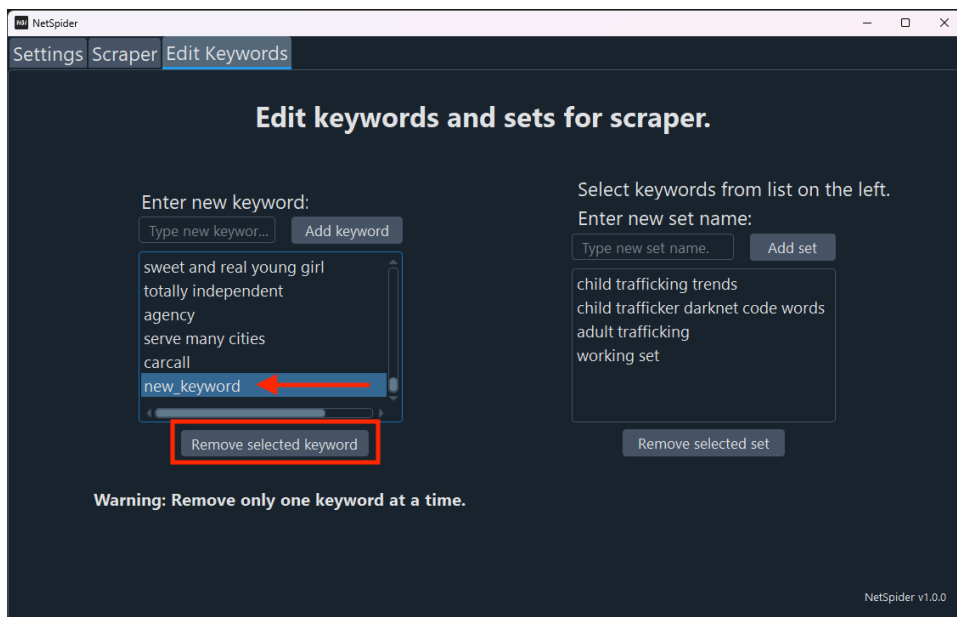 NetSpider
Settings Scraper Edit Keywords
Edit keywords and sets for scraper.
Enter new keyword:
Type new keywor... Add keyword
sweet and real young girl
totally independent
agency
serve many cities
carcall
new_keyword
Remove selected keyword
Warning: Remove only one keyword at a time.
Select keywords from list on the left.
Enter new set name:
Type new set name. Add set
child trafficking trends
child trafficker darknet code words
adult trafficking
working set
Remove selected set
NetSpider v1.0.0